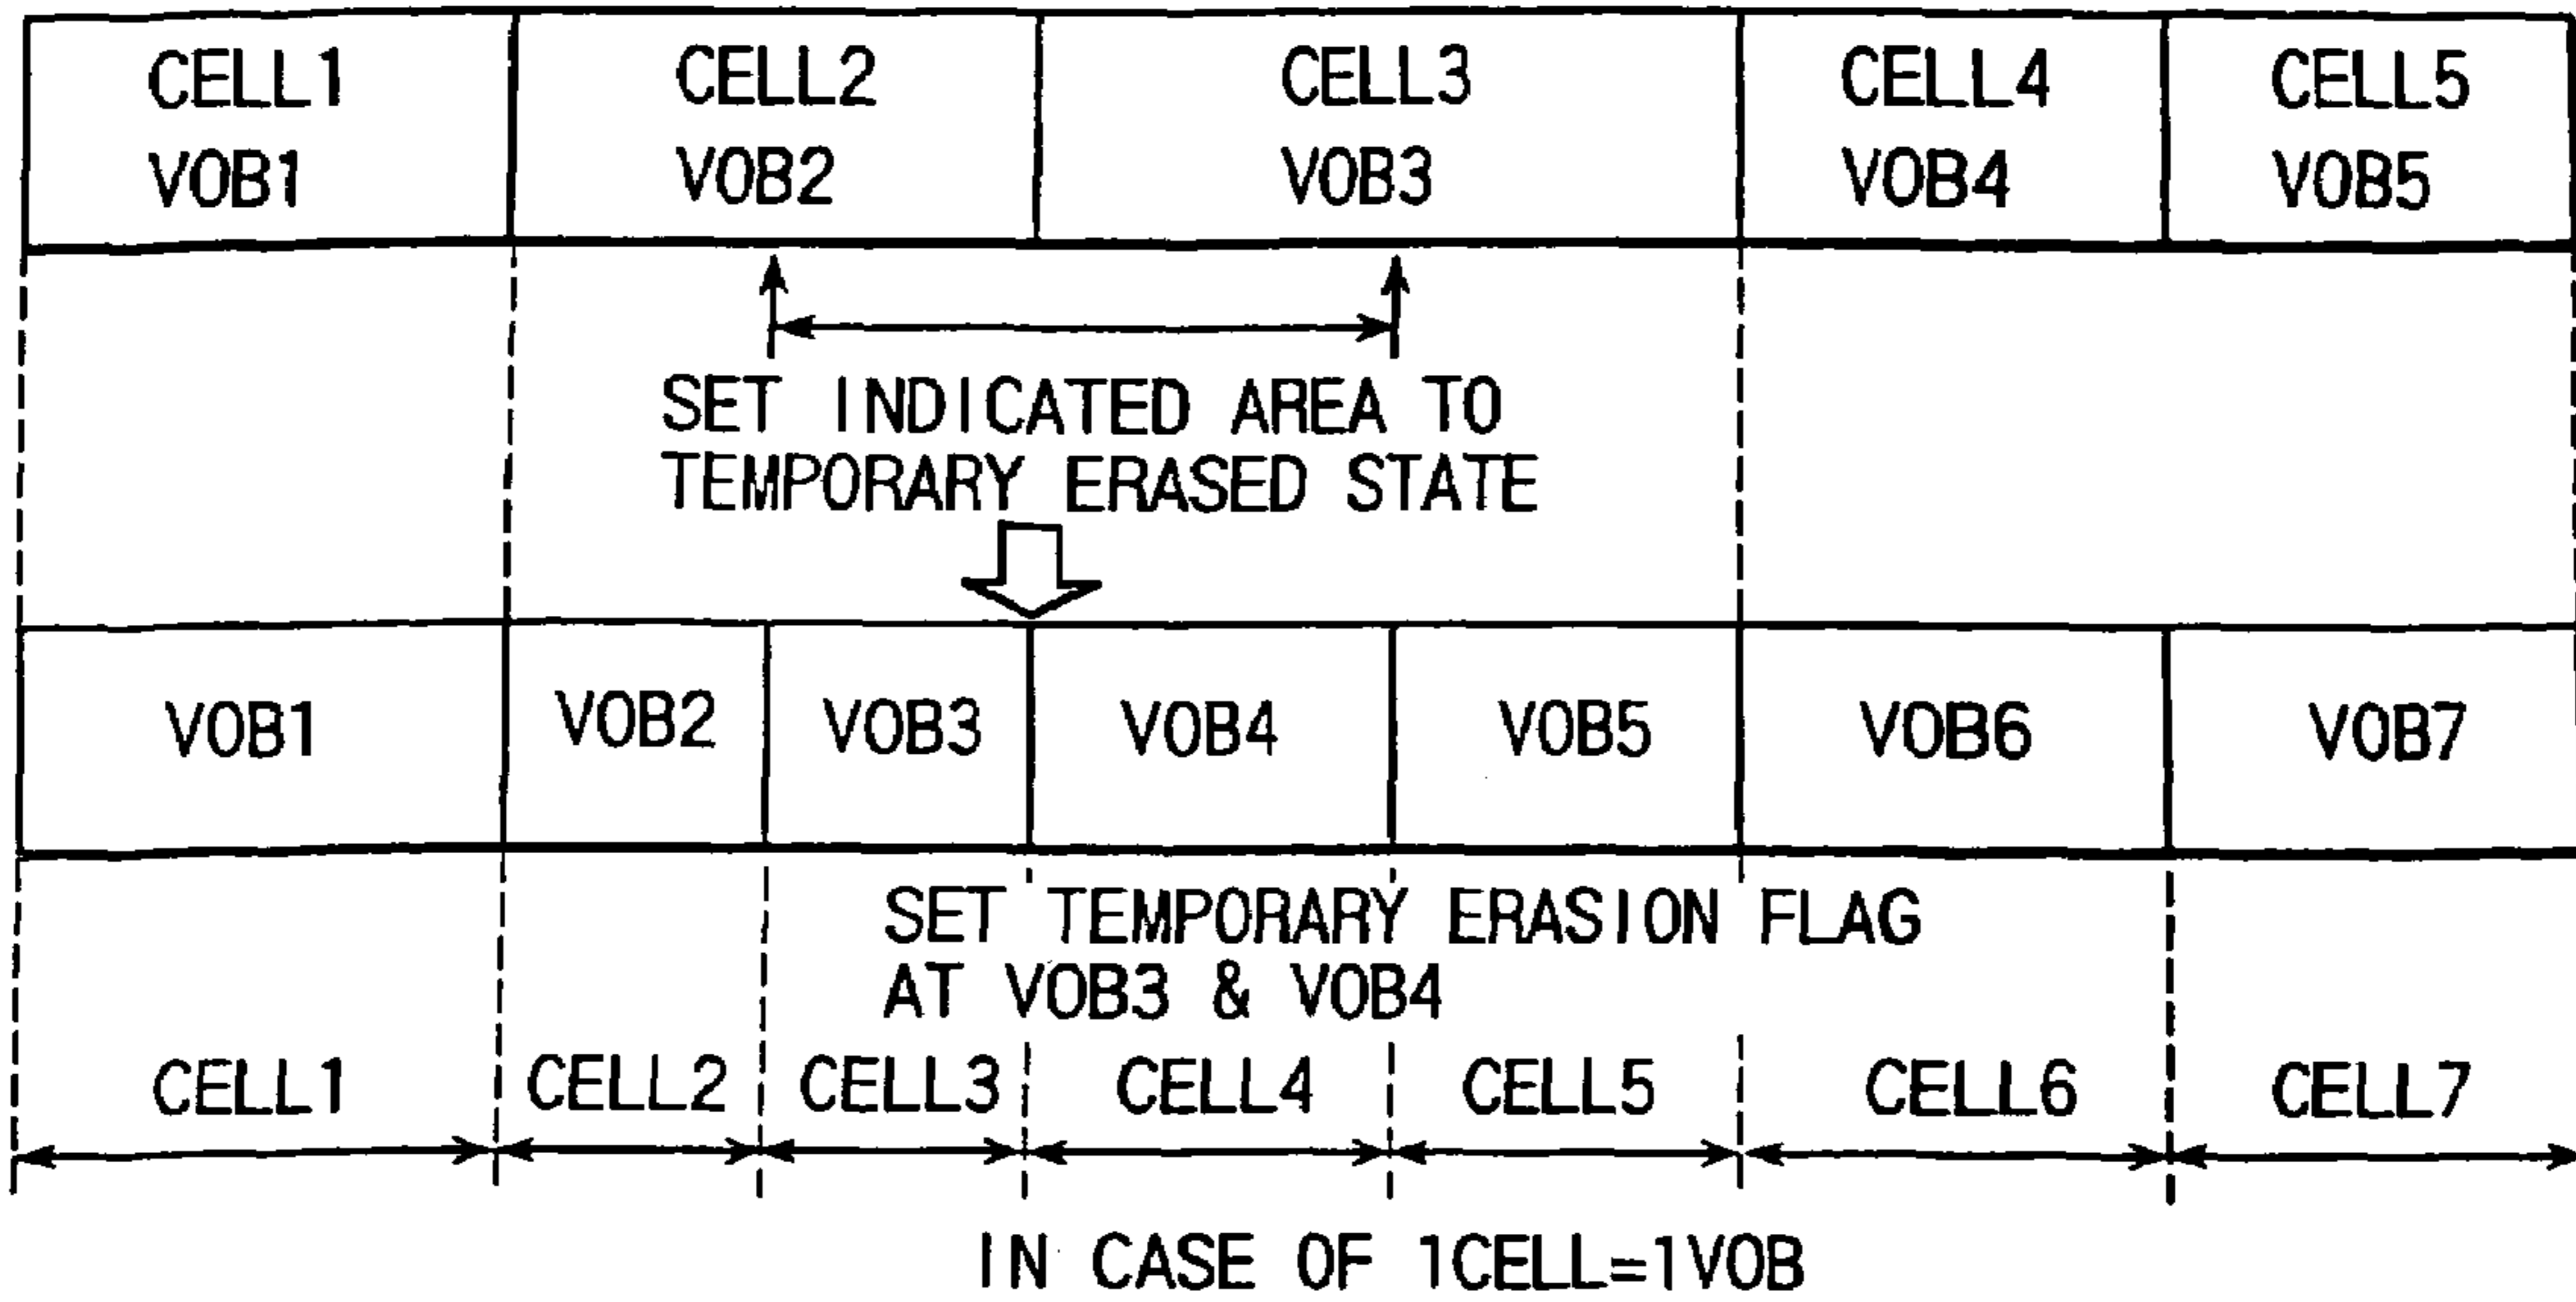 CELL1 CELL2 CELL3 CELL4 CELL5
VOB1 VOB2 VOB3 VOB4 VOB5
SET INDICATED AREA TO
TEMPORARY ERASED STATE
VOB1 VOB2 VOB3 VOB4 VOB5 VOB6 VOB7
SET TEMPORARY ERASION FLAG
AT VOB3 & VOB4
CELL1 CELL2 CELL3 CELL4 CELL5 CELL6 CELL7
IN CASE OF 1CELL=1VOB